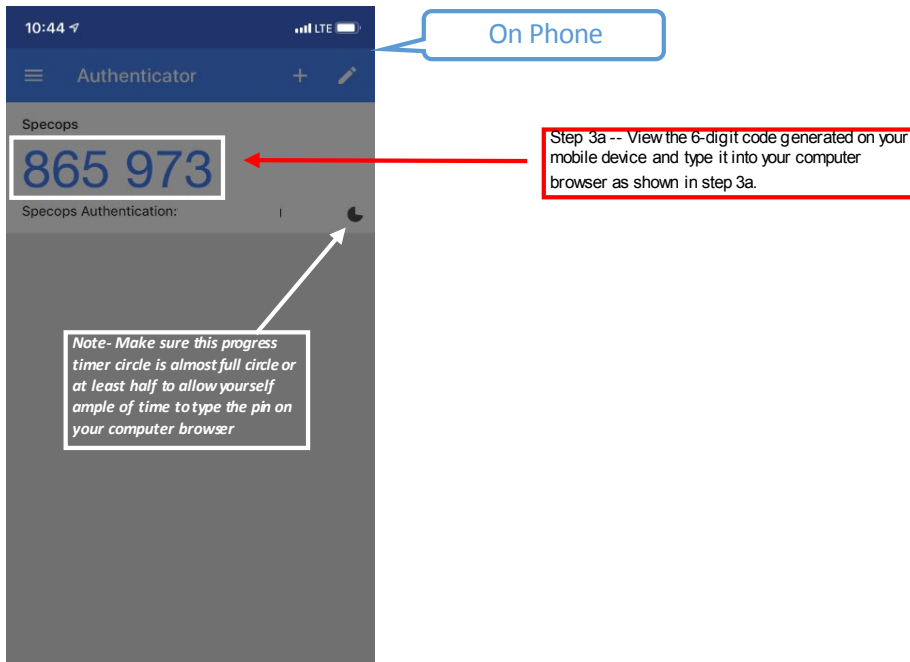 10:44 LTE
On Phone
Authenticator
Specops
865 973
Specops Authentication:
Step 3a -- View the 6-digit code generated on your
mobile device and type it into your computer
browser as shown in step 3a.
Note- Make sure this progress
timer circle is almost full circle or
at least half to allow yourself
ample of time to type the pin on
your computer browser